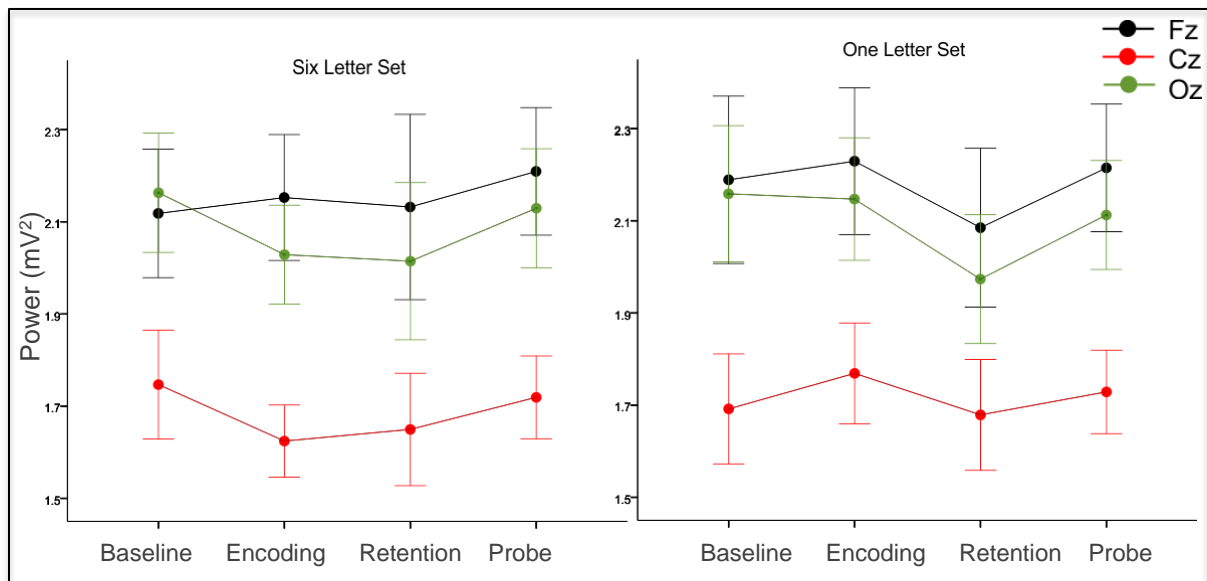 Six Letter Set
One Letter Set
Fz
Cz
Oz
Power (mV²)
2.3
2.1
1.9
1.7
1.5
2.3
2.1
1.9
1.7
1.5
Baseline Encoding Retention Probe
Baseline Encoding Retention Probe